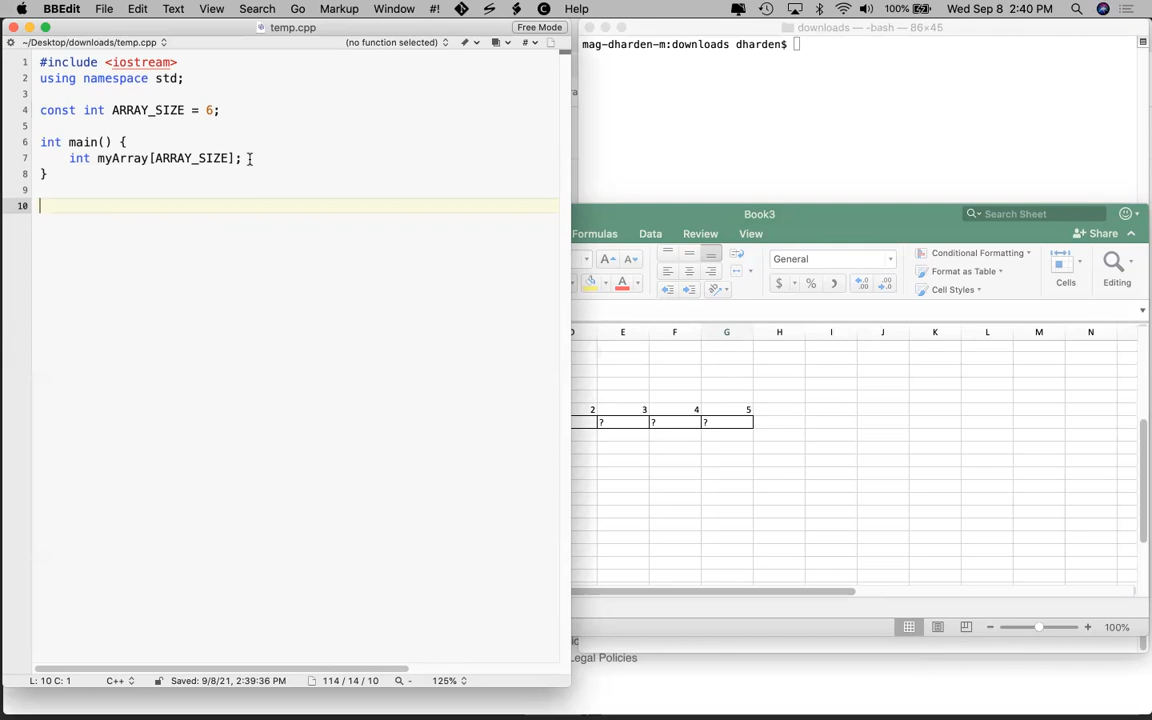 BBEdit File Edit Text View Search Go Markup Window #! Help 100% Wed Sep 8 2:40 PM
temp.cpp Free Mode
~/Desktop/downloads/temp.cpp (no function selected) #
1 #include <iostream>
2 using namespace std;
3
4 const int ARRAY_SIZE = 6;
5
6 int main() {
7 int myArray[ARRAY_SIZE];
8 }
9
10
L: 10 C: 1 C++ Saved: 9/8/21, 2:39:36 PM 114 / 14 / 10 125%
downloads — -bash — 86×45
mag-dharden-m:downloads dharden$
Book3 Search Sheet
Formulas Data Review View Share
General Conditional Formatting
Format as Table
$ % Cell Styles Cells Editing
D E F G H I J K L M N
2 3 4 5
? ? ?
100%
Legal Policies